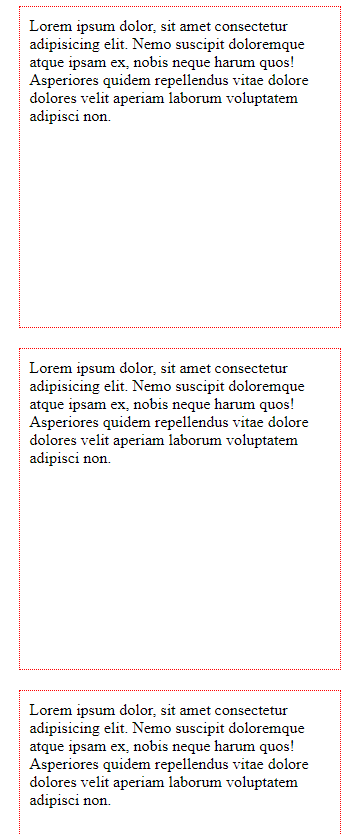 Lorem ipsum dolor, sit amet consectetur
adipisicing elit. Nemo suscipit doloremque
atque ipsam ex, nobis neque harum quos!
Asperiores quidem repellendus vitae dolore
dolores velit aperiam laborum voluptatem
adipisci non.
Lorem ipsum dolor, sit amet consectetur
adipisicing elit. Nemo suscipit doloremque
atque ipsam ex, nobis neque harum quos!
Asperiores quidem repellendus vitae dolore
dolores velit aperiam laborum voluptatem
adipisci non.
Lorem ipsum dolor, sit amet consectetur
adipisicing elit. Nemo suscipit doloremque
atque ipsam ex, nobis neque harum quos!
Asperiores quidem repellendus vitae dolore
dolores velit aperiam laborum voluptatem
adipisci non.